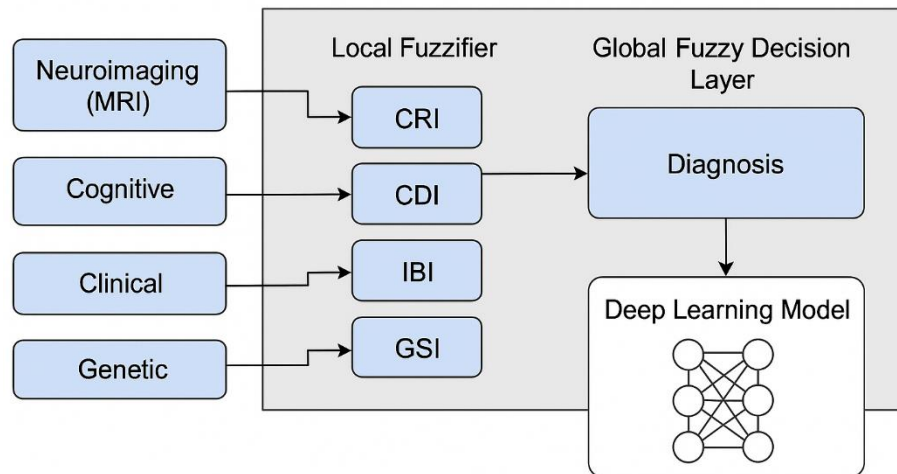 Neuroimaging
(MRI)
Cognitive
Clinical
Genetic
Local Fuzzifier
CRI
CDI
IBI
GSI
Global Fuzzy Decision
Layer
Diagnosis
Deep Learning Model